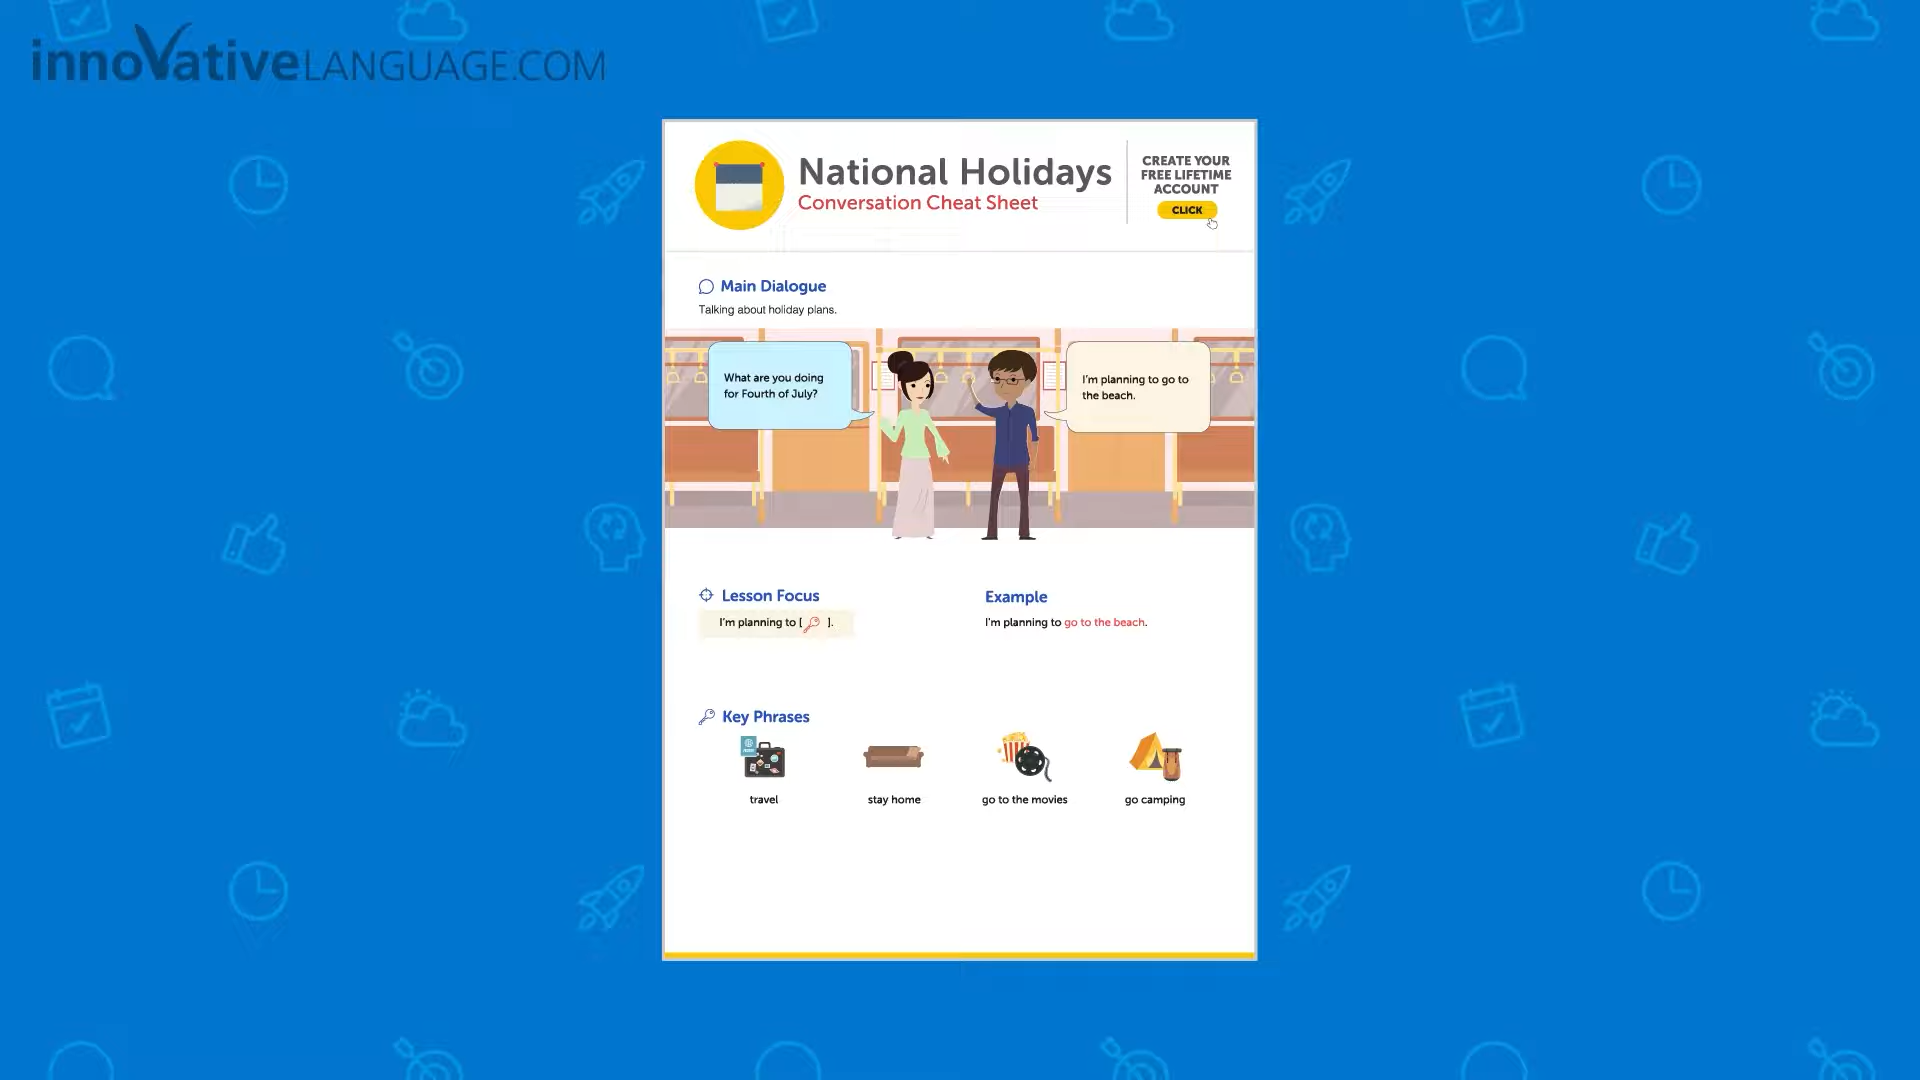 innoVativeLANGUAGE.COM
National Holidays
Conversation Cheat Sheet
CREATE YOUR
FREE LIFETIME
ACCOUNT
CLICK
Main Dialogue
Talking about holiday plans.
What are you doing
for Fourth of July?
I'm planning to go to
the beach.
Lesson Focus
I'm planning to [ ].
Example
I'm planning to go to the beach.
Key Phrases
travel
stay home
go to the movies
go camping